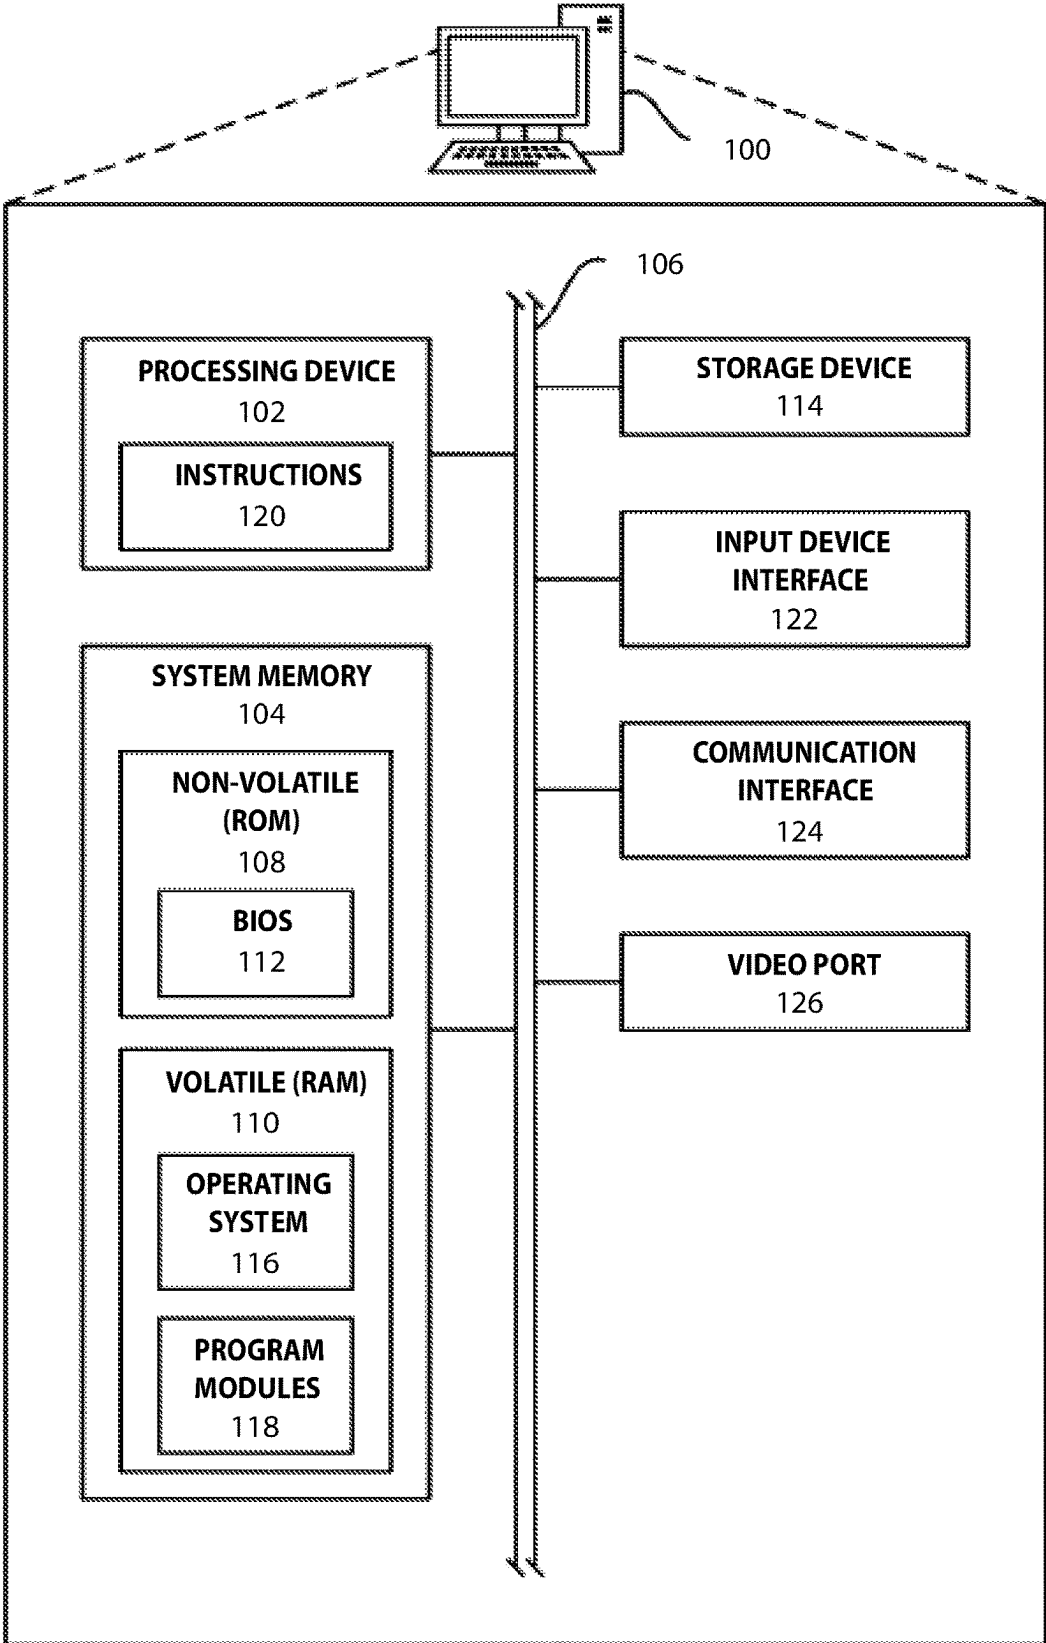 100
106
PROCESSING DEVICE
102
INSTRUCTIONS
120
SYSTEM MEMORY
104
NON-VOLATILE
(ROM)
108
BIOS
112
VOLATILE (RAM)
110
OPERATING
SYSTEM
116
PROGRAM
MODULES
118
STORAGE DEVICE
114
INPUT DEVICE
INTERFACE
122
COMMUNICATION
INTERFACE
124
VIDEO PORT
126